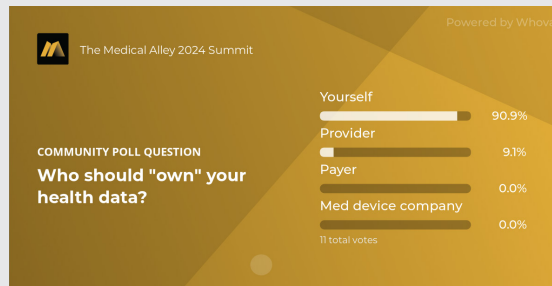 Powered by Whova
The Medical Alley 2024 Summit
COMMUNITY POLL QUESTION
Who should "own" your
health data?
Yourself
90.9%
Provider
9.1%
Payer
0.0%
Med device company
0.0%
11 total votes